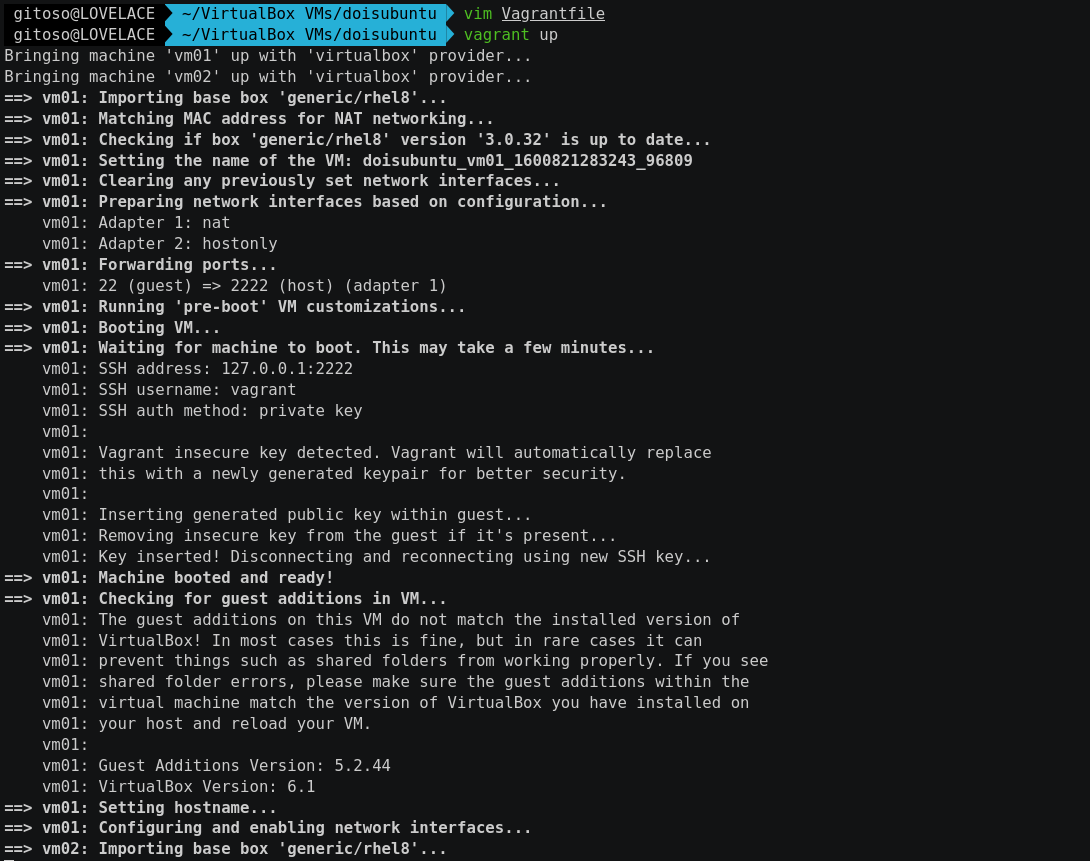 gitoso@LOVELACE ~/VirtualBox VMs/doisubuntu vim Vagrantfile
gitoso@LOVELACE ~/VirtualBox VMs/doisubuntu vagrant up
Bringing machine 'vm01' up with 'virtualbox' provider...
Bringing machine 'vm02' up with 'virtualbox' provider...
==> vm01: Importing base box 'generic/rhel8'...
==> vm01: Matching MAC address for NAT networking...
==> vm01: Checking if box 'generic/rhel8' version '3.0.32' is up to date...
==> vm01: Setting the name of the VM: doisubuntu_vm01_1600821283243_96809
==> vm01: Clearing any previously set network interfaces...
==> vm01: Preparing network interfaces based on configuration...
    vm01: Adapter 1: nat
    vm01: Adapter 2: hostonly
==> vm01: Forwarding ports...
    vm01: 22 (guest) => 2222 (host) (adapter 1)
==> vm01: Running 'pre-boot' VM customizations...
==> vm01: Booting VM...
==> vm01: Waiting for machine to boot. This may take a few minutes...
    vm01: SSH address: 127.0.0.1:2222
    vm01: SSH username: vagrant
    vm01: SSH auth method: private key
    vm01:
    vm01: Vagrant insecure key detected. Vagrant will automatically replace
    vm01: this with a newly generated keypair for better security.
    vm01:
    vm01: Inserting generated public key within guest...
    vm01: Removing insecure key from the guest if it's present...
    vm01: Key inserted! Disconnecting and reconnecting using new SSH key...
==> vm01: Machine booted and ready!
==> vm01: Checking for guest additions in VM...
    vm01: The guest additions on this VM do not match the installed version of
    vm01: VirtualBox! In most cases this is fine, but in rare cases it can
    vm01: prevent things such as shared folders from working properly. If you see
    vm01: shared folder errors, please make sure the guest additions within the
    vm01: virtual machine match the version of VirtualBox you have installed on
    vm01: your host and reload your VM.
    vm01:
    vm01: Guest Additions Version: 5.2.44
    vm01: VirtualBox Version: 6.1
==> vm01: Setting hostname...
==> vm01: Configuring and enabling network interfaces...
==> vm02: Importing base box 'generic/rhel8'...